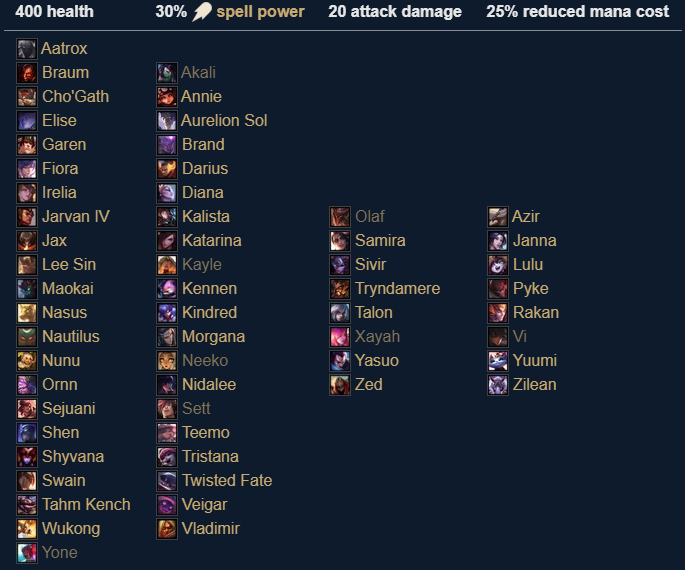 400 health 30% spell power 20 attack damage 25% reduced mana cost
Aatrox
Braum Akali
Cho'Gath Annie
Elise Aurelion Sol
Garen Brand
Fiora Darius
Irelia Diana
Jarvan IV Kalista Olaf Azir
Jax Katarina Samira Janna
Lee Sin Kayle Sivir Lulu
Maokai Kennen Tryndamere Pyke
Nasus Kindred Talon Rakan
Nautilus Morgana Xayah Vi
Nunu Neeko Yasuo Yuumi
Ornn Nidalee Zed Zilean
Sejuani Sett
Shen Teemo
Shyvana Tristana
Swain Twisted Fate
Tahm Kench Veigar
Wukong Vladimir
Yone